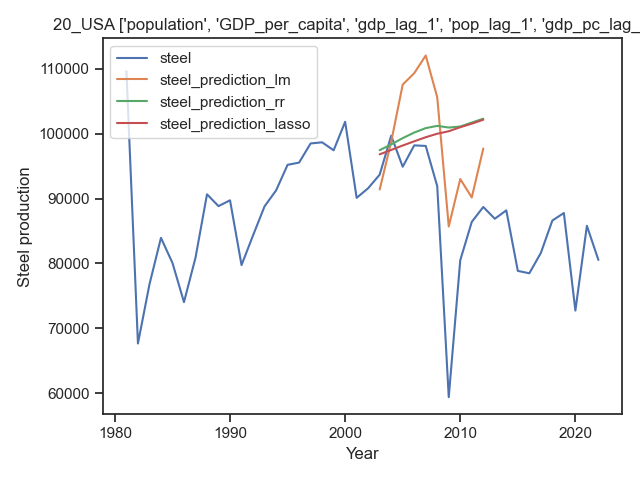 20_USA ['population', 'GDP_per_capita', 'gdp_lag_1', 'pop_lag_1', 'gdp_pc_lag_
110000
100000
90000
80000
70000
60000
Steel production
steel
steel_prediction_lm
steel_prediction_rr
steel_prediction_lasso
1980
1990
2000
2010
2020
Year